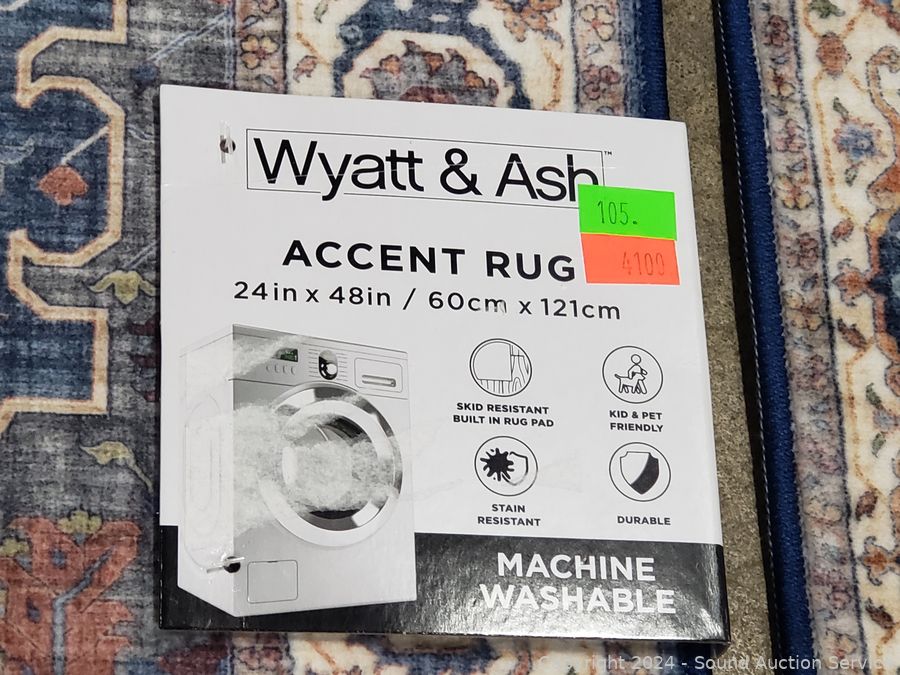 Wyatt & Ash™
105.
4109
ACCENT RUG
24in x 48in / 60cm x 121cm
SKID RESISTANT
BUILT IN RUG PAD
KID & PET
FRIENDLY
STAIN
RESISTANT
DURABLE
MACHINE
WASHABLE
Copyright 2024 - Sound Auction Service